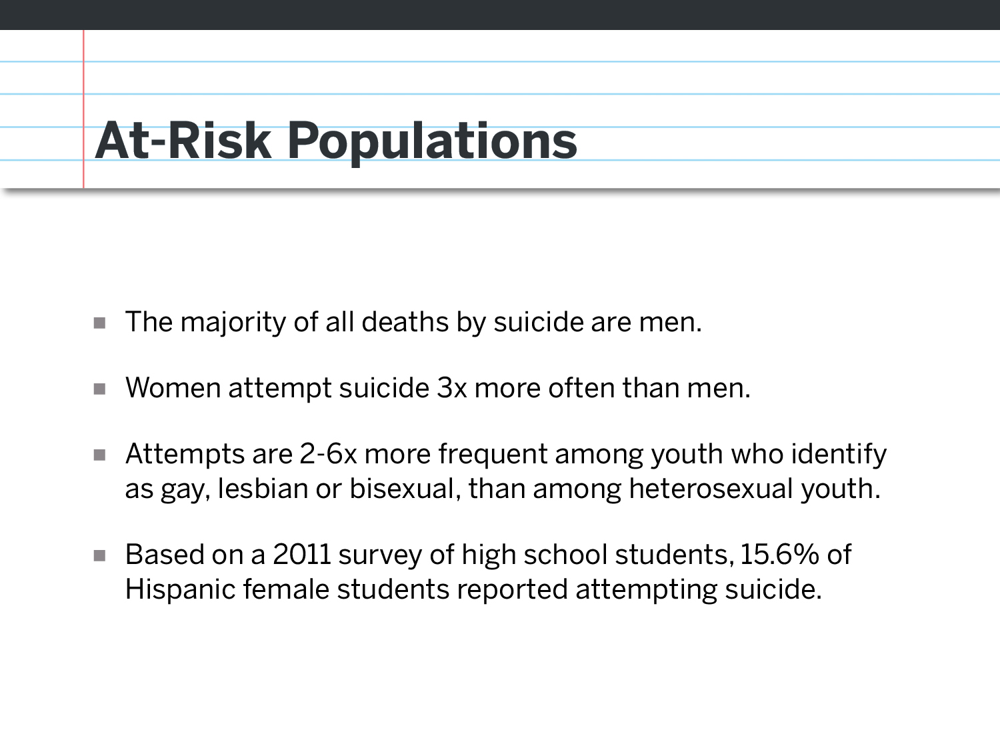 At-Risk Populations
The majority of all deaths by suicide are men.
Women attempt suicide 3x more often than men.
Attempts are 2-6x more frequent among youth who identify
as gay, lesbian or bisexual, than among heterosexual youth.
Based on a 2011 survey of high school students, 15.6% of
Hispanic female students reported attempting suicide.